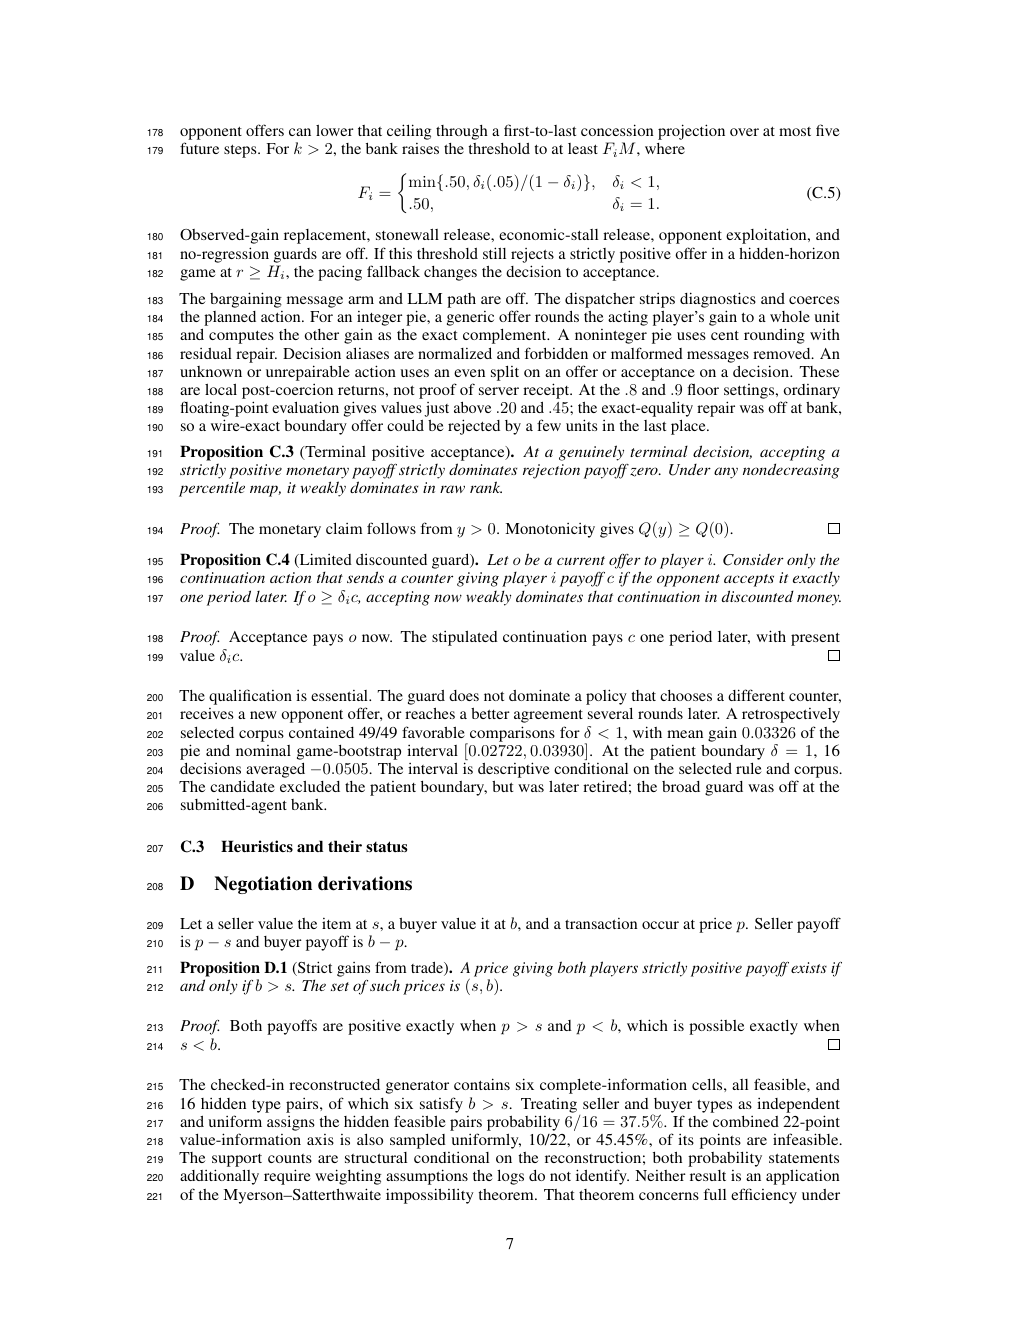 178 opponent offers can lower that ceiling through a first-to-last concession projection over at most five
179 future steps. For k > 2, the bank raises the threshold to at least F_iM, where
F_i = { min{.50, δ_i(.05)/(1 − δ_i)}, δ_i < 1,
.50, δ_i = 1. (C.5)
180 Observed-gain replacement, stonewall release, economic-stall release, opponent exploitation, and
181 no-regression guards are off. If this threshold still rejects a strictly positive offer in a hidden-horizon
182 game at r ≥ H_i, the pacing fallback changes the decision to acceptance.
183 The bargaining message arm and LLM path are off. The dispatcher strips diagnostics and coerces
184 the planned action. For an integer pie, a generic offer rounds the acting player's gain to a whole unit
185 and computes the other gain as the exact complement. A noninteger pie uses cent rounding with
186 residual repair. Decision aliases are normalized and forbidden or malformed messages removed. An
187 unknown or unrepairable action uses an even split on an offer or acceptance on a decision. These
188 are local post-coercion returns, not proof of server receipt. At the .8 and .9 floor settings, ordinary
189 floating-point evaluation gives values just above .20 and .45; the exact-equality repair was off at bank,
190 so a wire-exact boundary offer could be rejected by a few units in the last place.
191 Proposition C.3 (Terminal positive acceptance). At a genuinely terminal decision, accepting a
192 strictly positive monetary payoff strictly dominates rejection payoff zero. Under any nondecreasing
193 percentile map, it weakly dominates in raw rank.
194 Proof. The monetary claim follows from y > 0. Monotonicity gives Q(y) ≥ Q(0). □
195 Proposition C.4 (Limited discounted guard). Let o be a current offer to player i. Consider only the
196 continuation action that sends a counter giving player i payoff c if the opponent accepts it exactly
197 one period later. If o ≥ δ_ic, accepting now weakly dominates that continuation in discounted money.
198 Proof. Acceptance pays o now. The stipulated continuation pays c one period later, with present
199 value δ_ic. □
200 The qualification is essential. The guard does not dominate a policy that chooses a different counter,
201 receives a new opponent offer, or reaches a better agreement several rounds later. A retrospectively
202 selected corpus contained 49/49 favorable comparisons for δ < 1, with mean gain 0.03326 of the
203 pie and nominal game-bootstrap interval [0.02722, 0.03930]. At the patient boundary δ = 1, 16
204 decisions averaged −0.0505. The interval is descriptive conditional on the selected rule and corpus.
205 The candidate excluded the patient boundary, but was later retired; the broad guard was off at the
206 submitted-agent bank.
207 C.3 Heuristics and their status
208 D Negotiation derivations
209 Let a seller value the item at s, a buyer value it at b, and a transaction occur at price p. Seller payoff
210 is p − s and buyer payoff is b − p.
211 Proposition D.1 (Strict gains from trade). A price giving both players strictly positive payoff exists if
212 and only if b > s. The set of such prices is (s, b).
213 Proof. Both payoffs are positive exactly when p > s and p < b, which is possible exactly when
214 s < b. □
215 The checked-in reconstructed generator contains six complete-information cells, all feasible, and
216 16 hidden type pairs, of which six satisfy b > s. Treating seller and buyer types as independent
217 and uniform assigns the hidden feasible pairs probability 6/16 = 37.5%. If the combined 22-point
218 value-information axis is also sampled uniformly, 10/22, or 45.45%, of its points are infeasible.
219 The support counts are structural conditional on the reconstruction; both probability statements
220 additionally require weighting assumptions the logs do not identify. Neither result is an application
221 of the Myerson–Satterthwaite impossibility theorem. That theorem concerns full efficiency under
7